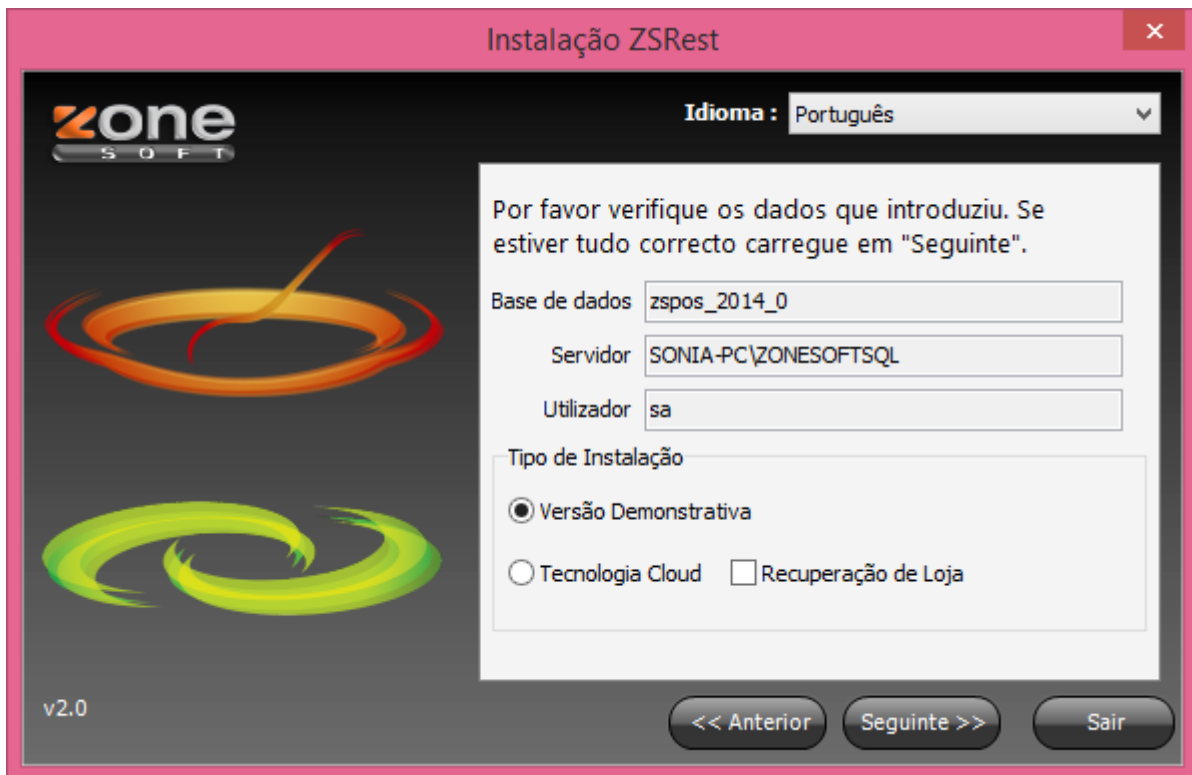 Instalação ZSRest
×
zone
SOFT
Idioma : Português
Por favor verifique os dados que introduziu. Se
estiver tudo correcto carregue em "Seguinte".
Base de dados zspos_2014_0
Servidor SONIA-PC\ZONESOFTSQL
Utilizador sa
Tipo de Instalação
Versão Demonstrativa
Tecnologia Cloud Recuperação de Loja
v2.0
<< Anterior Seguinte >> Sair